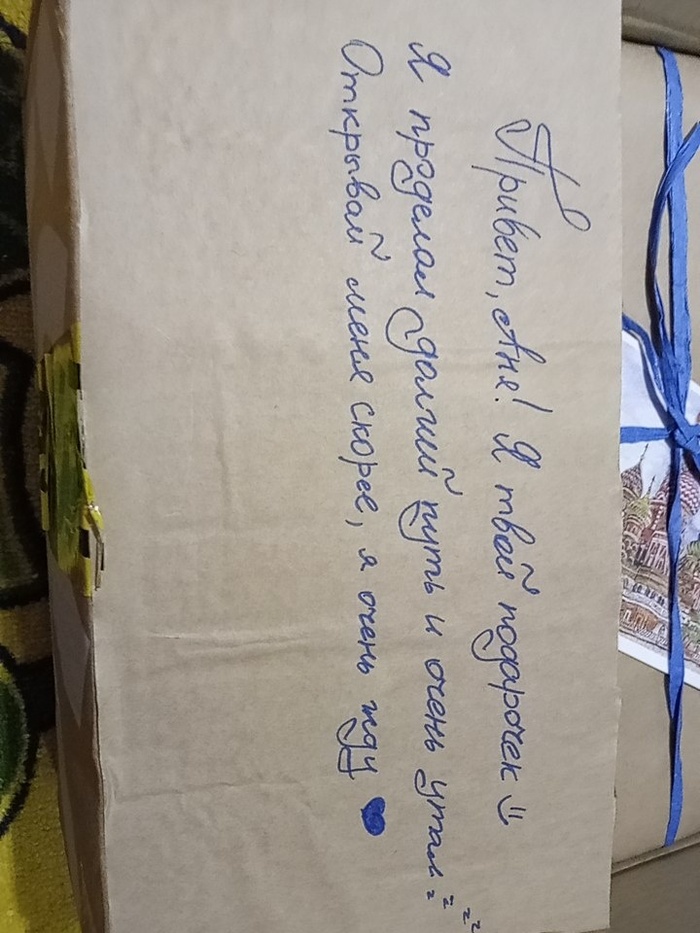 Привет, Аня! Я твой подарочек :)
Я проделал долгий путь и очень устал z z z z
Открывай меня скорее, я очень жду ♥